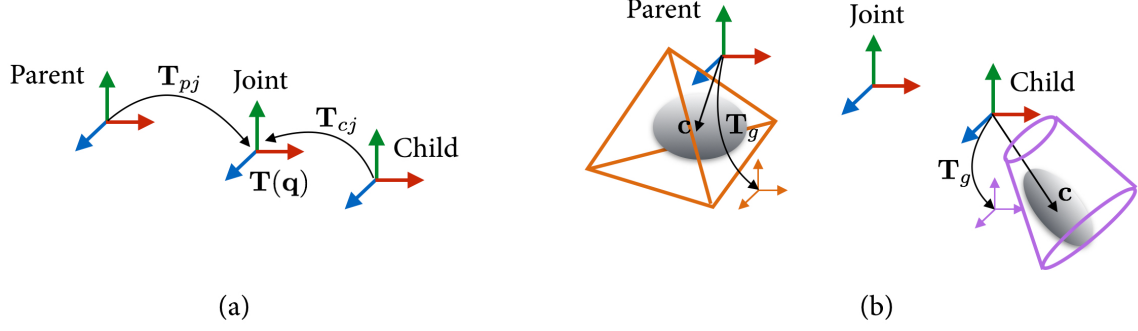 Parent
T_pj
Joint
T_cj
Child
T(q)
(a)
Parent
c
T_g
Joint
Child
T_g
c
(b)